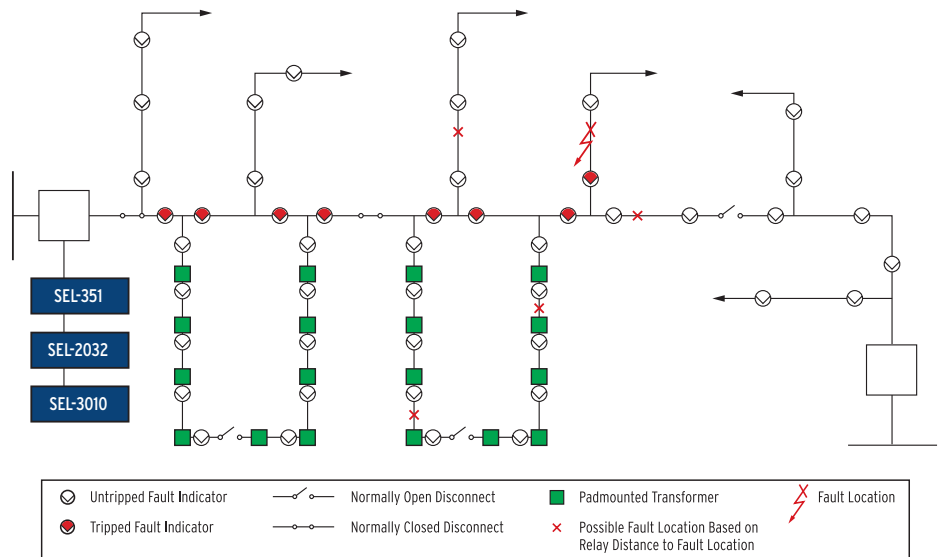 SEL-351
SEL-2032
SEL-3010
Untripped Fault Indicator
Normally Open Disconnect
Padmounted Transformer
Fault Location
Tripped Fault Indicator
Normally Closed Disconnect
Possible Fault Location Based on
Relay Distance to Fault Location